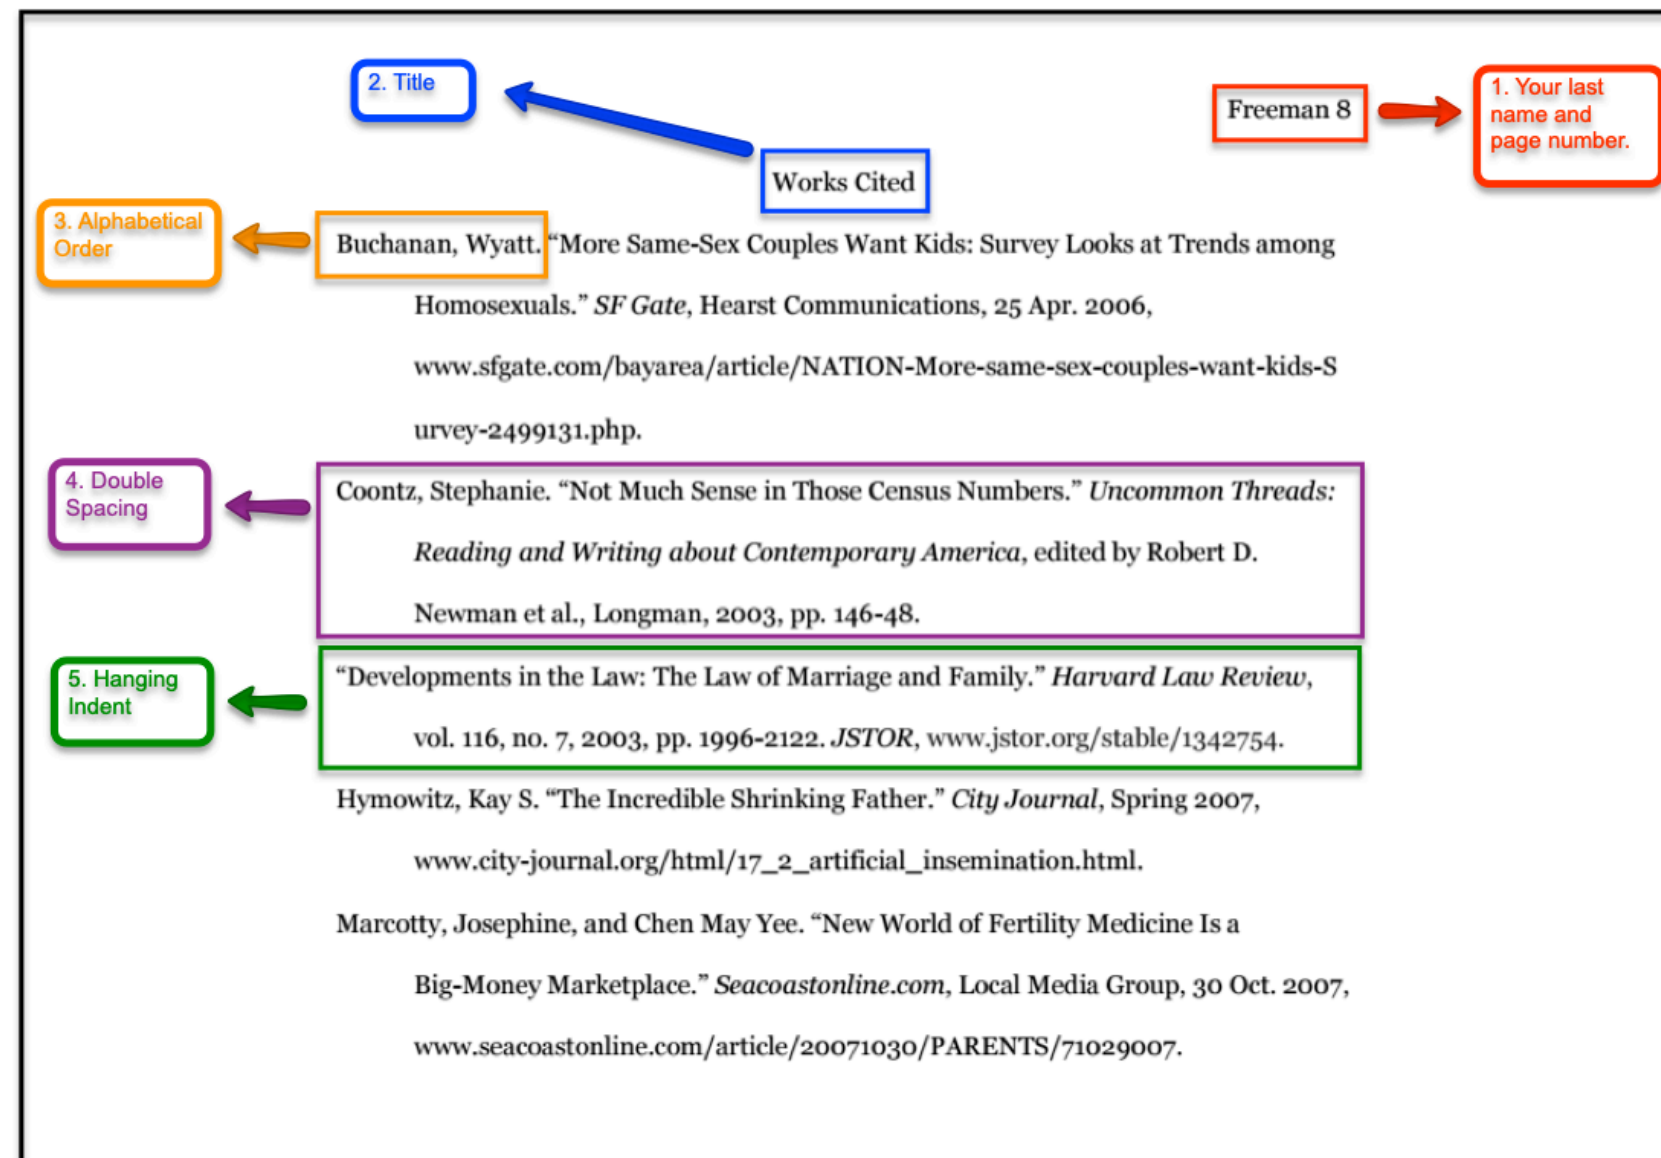 2. Title
Freeman 8
1. Your last
name and
page number.
Works Cited
3. Alphabetical
Order
Buchanan, Wyatt. “More Same-Sex Couples Want Kids: Survey Looks at Trends among
Homosexuals.” SF Gate, Hearst Communications, 25 Apr. 2006,
www.sfgate.com/bayarea/article/NATION-More-same-sex-couples-want-kids-S
urvey-2499131.php.
4. Double
Spacing
Coontz, Stephanie. “Not Much Sense in Those Census Numbers.” Uncommon Threads:
Reading and Writing about Contemporary America, edited by Robert D.
Newman et al., Longman, 2003, pp. 146-48.
5. Hanging
Indent
“Developments in the Law: The Law of Marriage and Family.” Harvard Law Review,
vol. 116, no. 7, 2003, pp. 1996-2122. JSTOR, www.jstor.org/stable/1342754.
Hymowitz, Kay S. “The Incredible Shrinking Father.” City Journal, Spring 2007,
www.city-journal.org/html/17_2_artificial_insemination.html.
Marcotty, Josephine, and Chen May Yee. “New World of Fertility Medicine Is a
Big-Money Marketplace.” Seacoastonline.com, Local Media Group, 30 Oct. 2007,
www.seacoastonline.com/article/20071030/PARENTS/71029007.